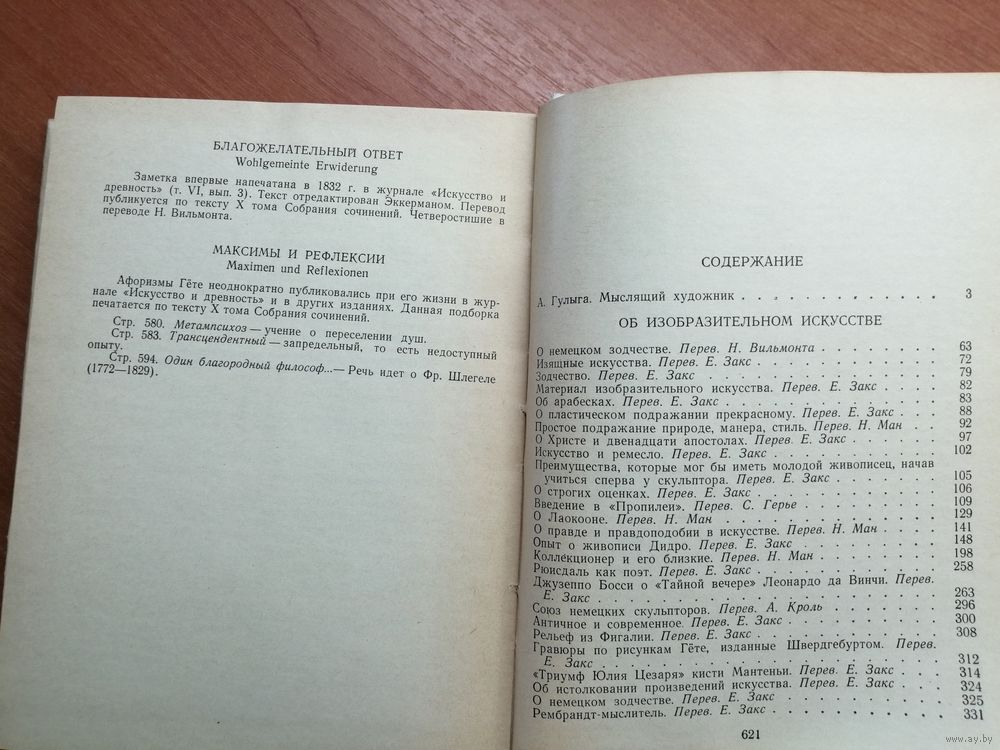 БЛАГОЖЕЛАТЕЛЬНЫЙ ОТВЕТ
Wohlgemeinte Erwiderung
Заметка впервые напечатана в 1832 г. в журнале «Искусство и
древность» (т. VI, вып. 3). Текст отредактирован Эккерманом. Перевод
публикуется по тексту X тома Собрания сочинений. Четверостишие в
переводе Н. Вильмонта.
МАКСИМЫ И РЕФЛЕКСИИ
Maximen und Reflexionen
Афоризмы Гёте неоднократно публиковались при его жизни в жур-
нале «Искусство и древность» и в других изданиях. Данная подборка
печатается по тексту X тома Собрания сочинений.
Стр. 580. Метампсихоз — учение о переселении душ.
Стр. 583. Трансцендентный — запредельный, то есть недоступный
опыту.
Стр. 594. Один благородный философ...— Речь идет о Фр. Шлегеле
(1772—1829).
СОДЕРЖАНИЕ
А. Гулыга. Мыслящий художник . . . . . . . . . . . . 3
ОБ ИЗОБРАЗИТЕЛЬНОМ ИСКУССТВЕ
О немецком зодчестве. Перев. Н. Вильмонта . . . . . . . . 63
Изящные искусства. Перев. Е. Закс . . . . . . . . . . . 72
Зодчество. Перев. Е. Закс . . . . . . . . . . . . . . 79
Материал изобразительного искусства. Перев. Е. Закс . . . . 82
Об арабесках. Перев. Е. Закс . . . . . . . . . . . . . 83
О пластическом подражании прекрасному. Перев. Е. Закс . . . 88
Простое подражание природе, манера, стиль. Перев. Н. Ман . . 92
О Христе и двенадцати апостолах. Перев. Е. Закс . . . . . . 97
Искусство и ремесло. Перев. Е. Закс . . . . . . . . . . 102
Преимущества, которые мог бы иметь молодой живописец, начав
учиться сперва у скульптора. Перев. Е. Закс . . . . . . . 105
О строгих оценках. Перев. Е. Закс . . . . . . . . . . . 106
Введение в «Пропилеи». Перев. С. Герье . . . . . . . . . 109
О Лаокооне. Перев. Н. Ман . . . . . . . . . . . . . . 129
О правде и правдоподобии в искусстве. Перев. Н. Ман . . . . 141
Опыт о живописи Дидро. Перев. Е. Закс . . . . . . . . . 148
Коллекционер и его близкие. Перев. Н. Ман . . . . . . . . 198
Рюисдаль как поэт. Перев. Е. Закс . . . . . . . . . . . 258
Джузеппо Босси о «Тайной вечере» Леонардо да Винчи. Перев.
Е. Закс . . . . . . . . . . . . . . . . . . . 263
Союз немецких скульпторов. Перев. А. Кроль . . . . . . . 296
Античное и современное. Перев. Е. Закс . . . . . . . . . 300
Рельеф из Фигалии. Перев. Е. Закс . . . . . . . . . . . 308
Гравюры по рисункам Гёте, изданные Швердгебуртом. Перев.
Е. Закс . . . . . . . . . . . . . . . . . . . 312
«Триумф Юлия Цезаря» кисти Мантеньи. Перев. Е. Закс . . . 314
Об истолковании произведений искусства. Перев. Е. Закс . . . 324
О немецком зодчестве. Перев. Е. Закс . . . . . . . . . . 325
Рембрандт-мыслитель. Перев. Е. Закс . . . . . . . . . . 331
621
www.ay.by